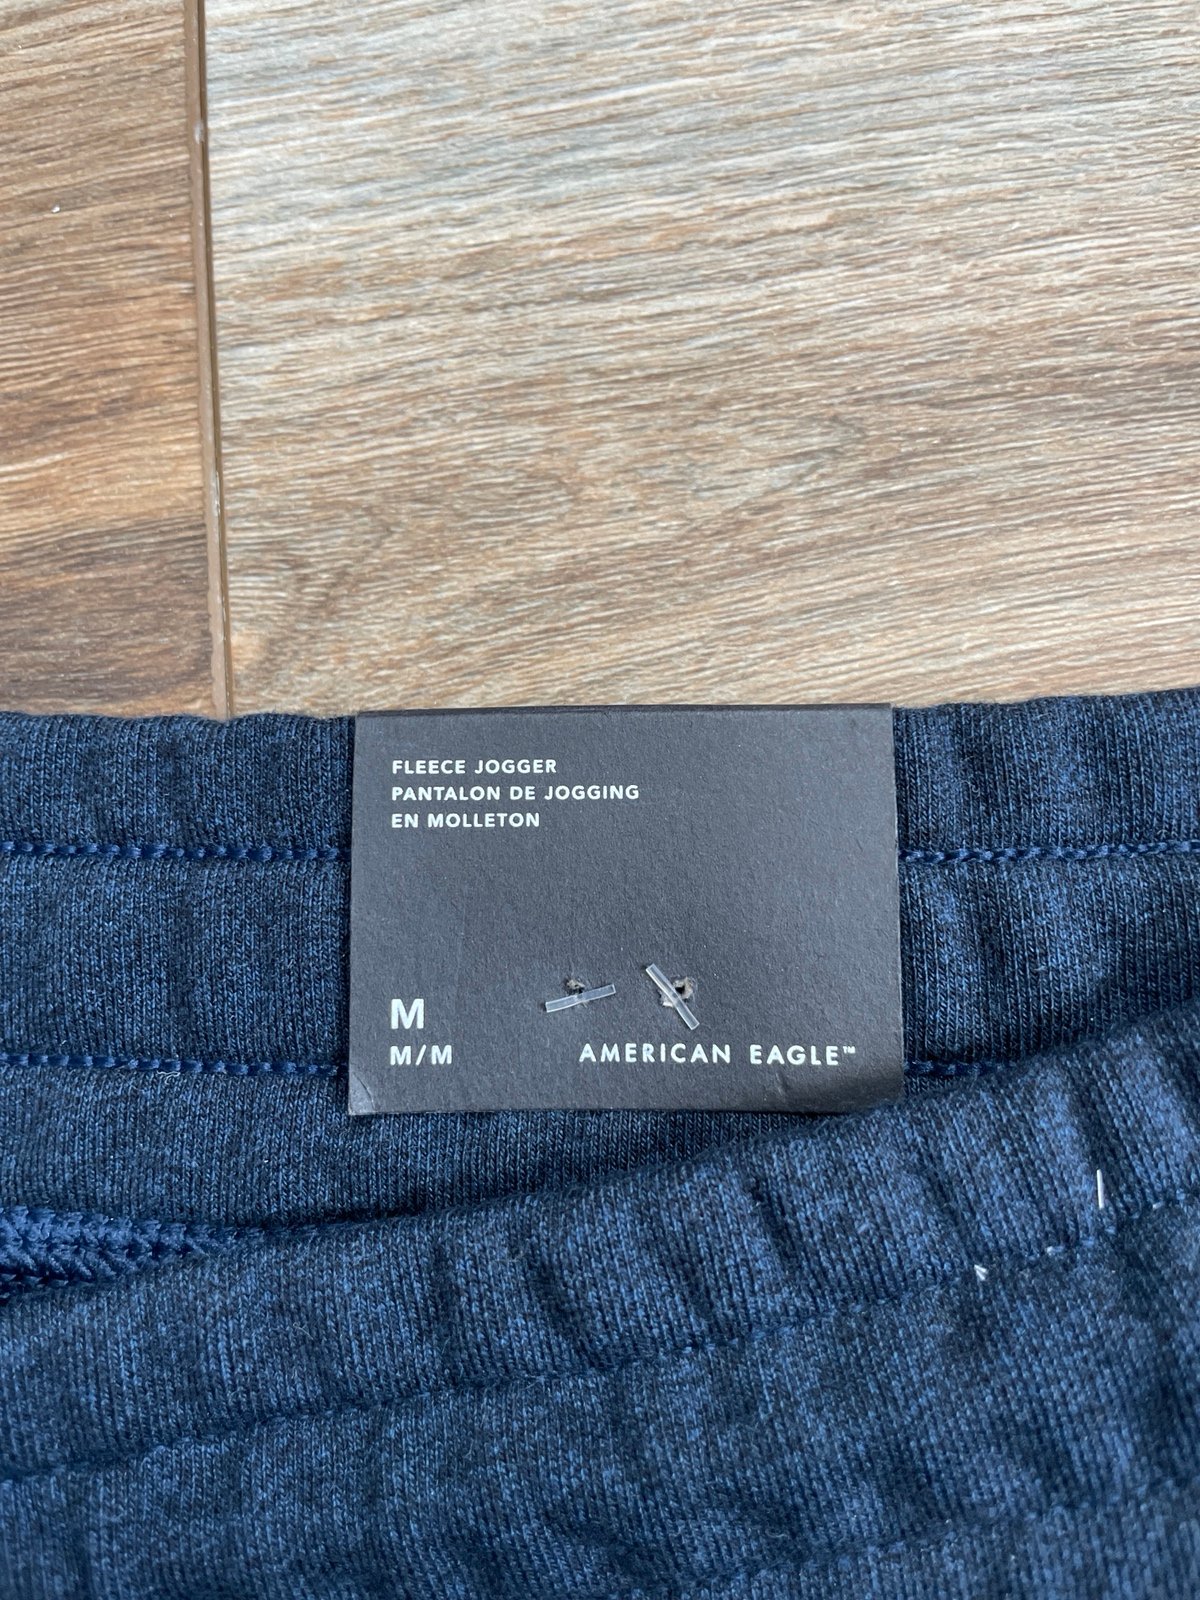 FLEECE JOGGER
PANTALON DE JOGGING
EN MOLLETON
M
M/M
AMERICAN EAGLE™